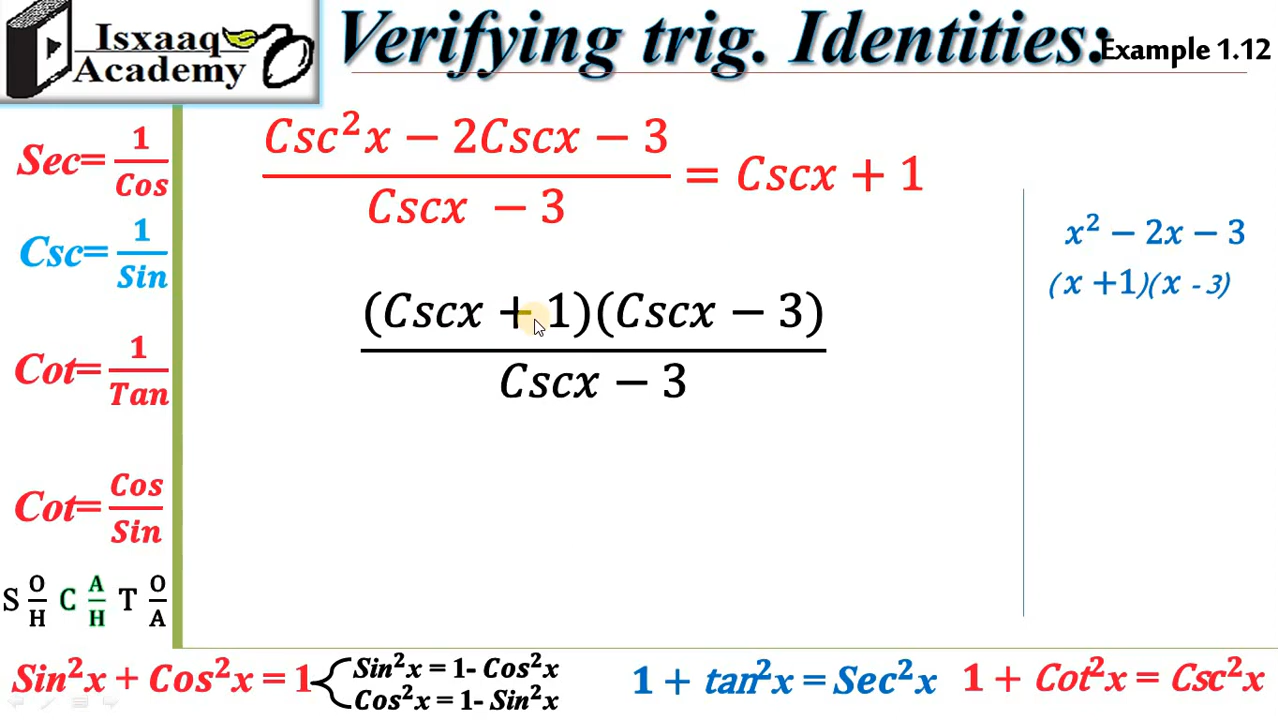 Isxaaq
Academy
Verifying trig. Identities:
Example 1.12
Sec= 1/Cos
Csc= 1/Sin
Cot= 1/Tan
Cot= Cos/Sin
S O/H C A/H T O/A
(Csc²x − 2Cscx − 3)/(Cscx − 3) = Cscx + 1
(Cscx + 1)(Cscx − 3)
Cscx − 3
x² − 2x − 3
(x +1)(x - 3)
Sin²x + Cos²x = 1
Sin²x = 1- Cos²x
Cos²x = 1- Sin²x
1 + tan²x = Sec²x
1 + Cot²x = Csc²x